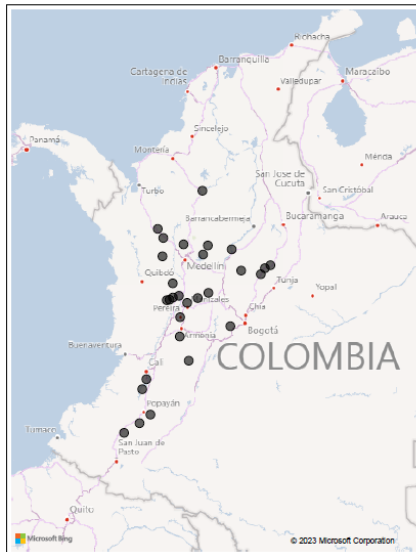 Riohacha
Barranquilla
Cartagena de
Indias
Valledupar
Maracaibo
Sincelejo
Panamá
Montería
Mérida
Turbo
San Jose de
Cucuta
San Cristóbal
Barrancabermeja
Bucaramanga
Arauca
Medellín
Quibdó
Tunja
Yopal
Pereira
Chia
Bogotá
Armenia
Buenaventura
COLOMBIA
Cali
Popayán
Tumaco
San Juan de
Pasto
Quito
Microsoft Bing
© 2023 Microsoft Corporation